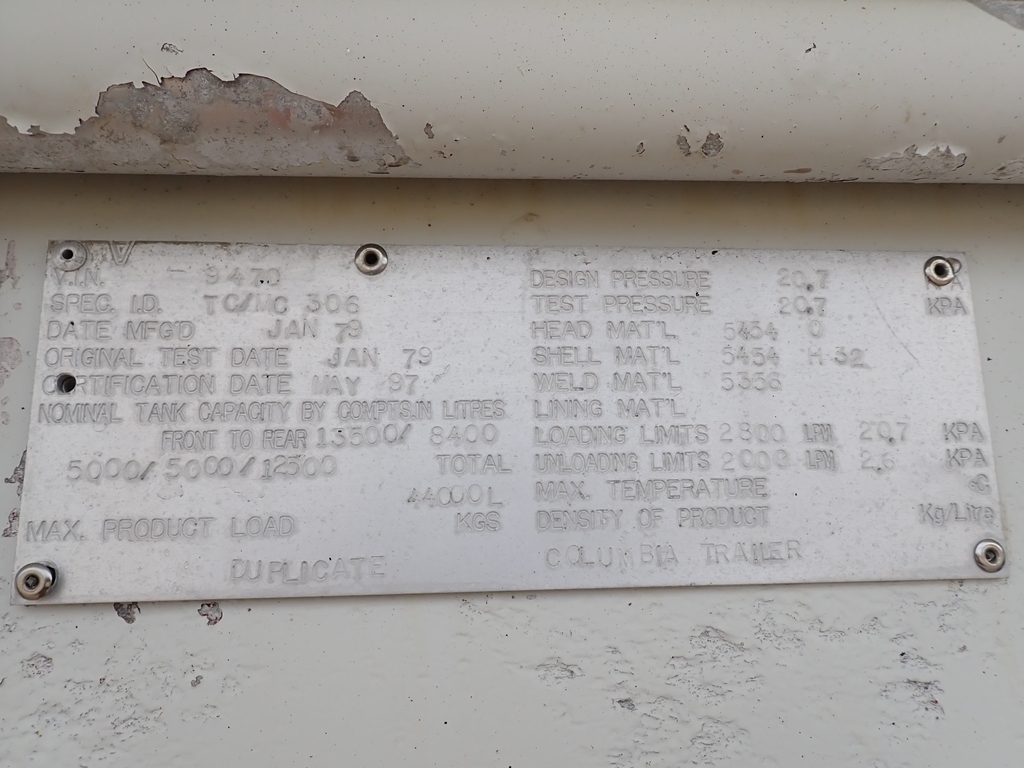 V.I.N. - 9470
SPEC. I.D. TC/MC 306
DATE MFG'D JAN 79
ORIGINAL TEST DATE JAN 79
CERTIFICATION DATE MAY 97
NOMINAL TANK CAPACITY BY COMPTS.IN LITRES
FRONT TO REAR 13500/ 8400
5000/5000/12500 TOTAL
44000L
MAX. PRODUCT LOAD KGS
DUPLICATE
DESIGN PRESSURE 20.7
TEST PRESSURE 20.7 KPA
HEAD MAT'L 5454 0
SHELL MAT'L 5454 H-32
WELD MAT'L 5356
LINING MAT'L
LOADING LIMITS 2800 LPM 20.7 KPA
UNLOADING LIMITS 2000 LPM 2.6 KPA
MAX. TEMPERATURE °C
DENSITY OF PRODUCT Kg/Litre
COLUMBIA TRAILER